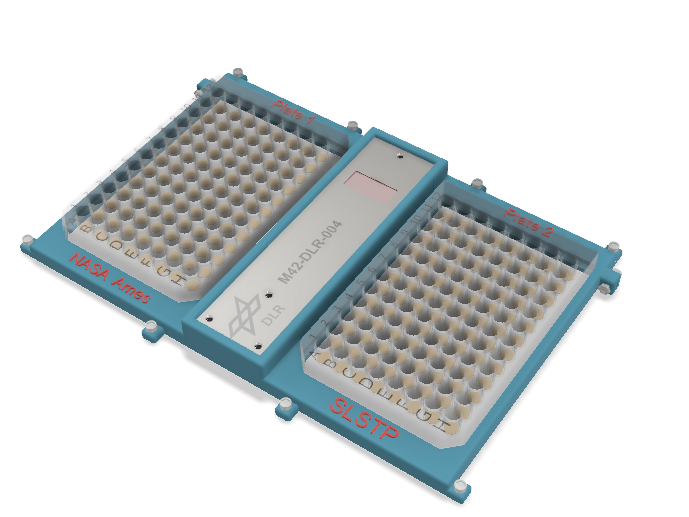 Plate 1
Plate 2
M42-DLR-004
DLR
NASA Ames
SLSTP
B C D E F G H
A B C D E F G H